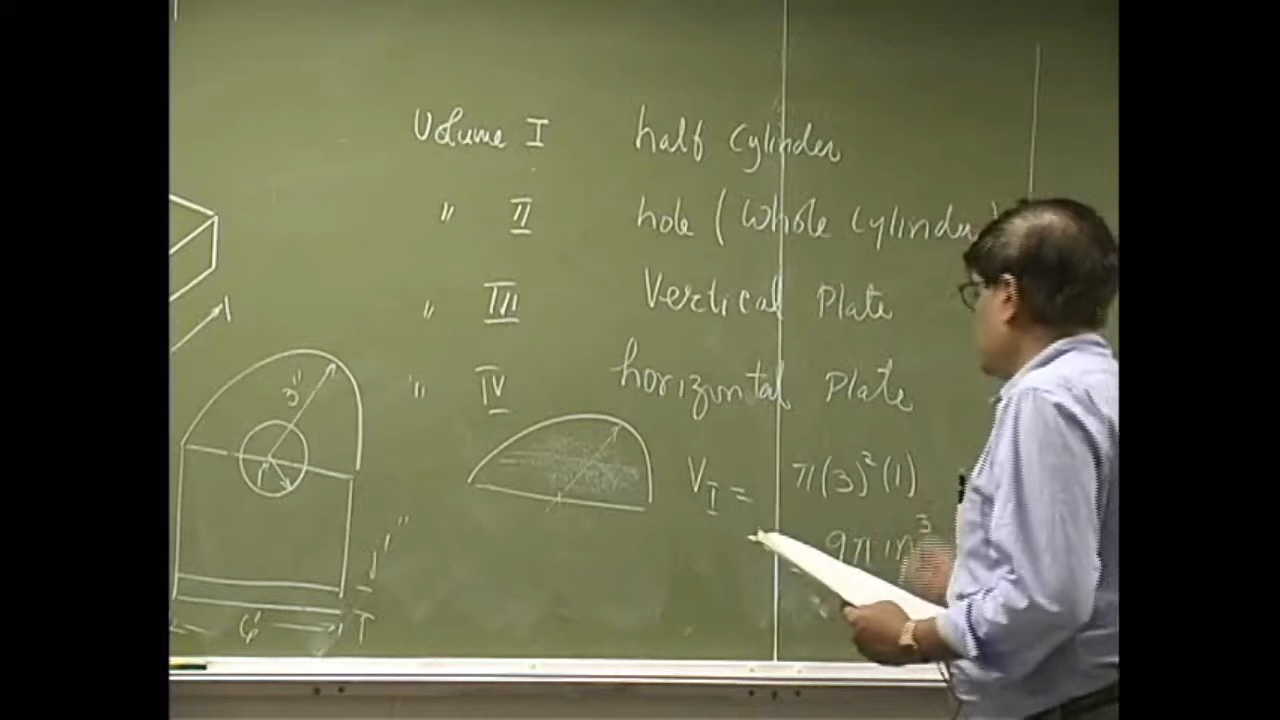 Volume I half cylinder
" II hole (whole cylinder)
" III Vertical Plate
" IV horizontal Plate
3"
V_I = π(3)²(1)
9π in³
1"
6'